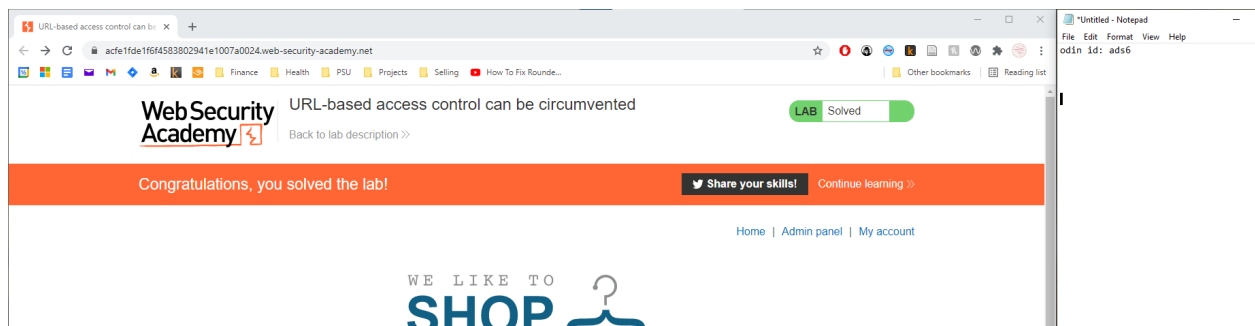 URL-based access control can be
*Untitled - Notepad
File Edit Format View Help
odin id: ads6
acfe1fde1f6f4583802941e1007a0024.web-security-academy.net
Finance
Health
PSU
Projects
Selling
How To Fix Rounde...
Other bookmarks
Reading list
Web Security
Academy
URL-based access control can be circumvented
Back to lab description >>
LAB Solved
Congratulations, you solved the lab!
Share your skills!
Continue learning >>
Home | Admin panel | My account
WE LIKE TO
SHOP